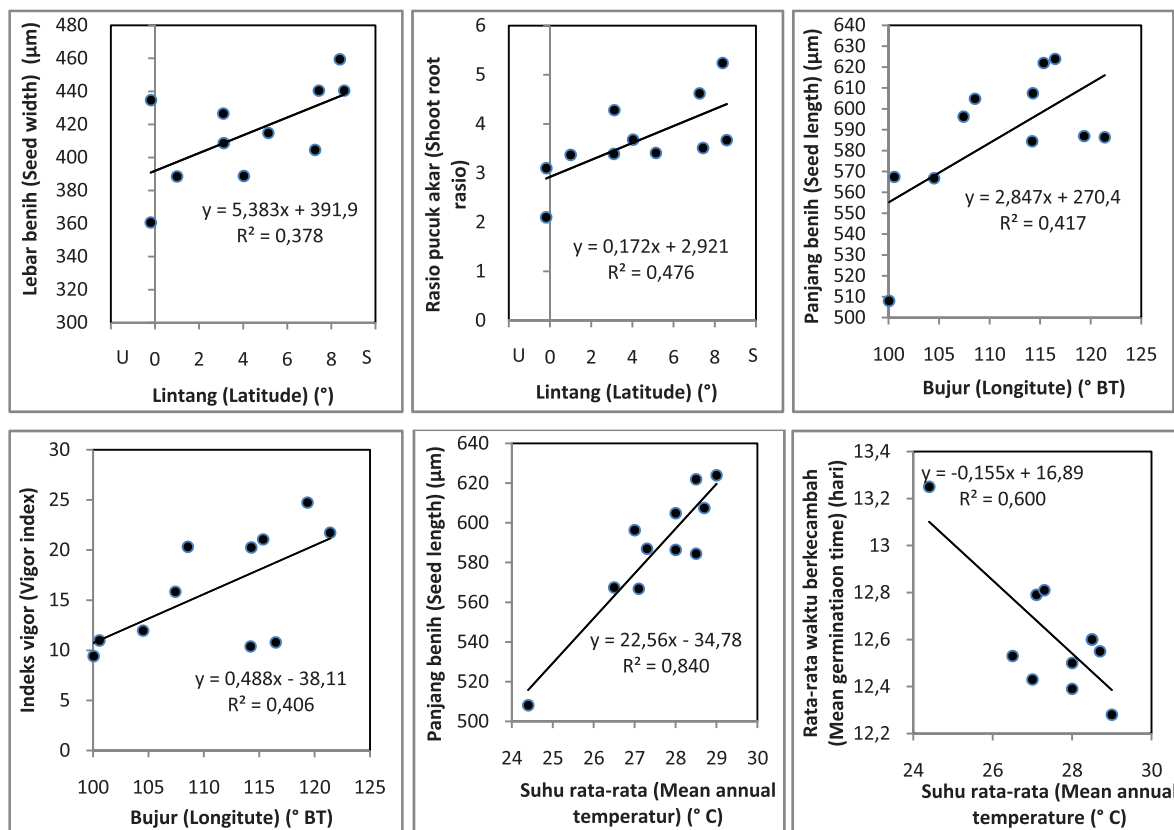 Lebar benih (Seed width) (µm)
480
460
440
420
400
380
360
340
320
300
y = 5,383x + 391,9
R² = 0,378
U 0 2 4 6 8 S
Lintang (Latitude) (°)
Rasio pucuk akar (Shoot root
rasio)
6
5
4
3
2
1
0
y = 0,172x + 2,921
R² = 0,476
U 0 2 4 6 8 S
Lintang (Latitude) (°)
Panjang benih (Seed length) (µm)
640
630
620
610
600
590
580
570
560
550
540
530
520
510
500
y = 2,847x + 270,4
R² = 0,417
100 105 110 115 120 125
Bujur (Longitute) (° BT)
Indeks vigor (Vigor index)
30
25
20
15
10
5
0
y = 0,488x - 38,11
R² = 0,406
100 105 110 115 120 125
Bujur (Longitute) (° BT)
Panjang benih (Seed length) (µm)
640
620
600
580
560
540
520
500
y = 22,56x - 34,78
R² = 0,840
24 25 26 27 28 29 30
Suhu rata-rata (Mean annual
temperatur) (° C)
Rata-rata waktu berkecambah
(Mean germinatiaon time) (hari)
13,4
13,2
13
12,8
12,6
12,4
12,2
y = -0,155x + 16,89
R² = 0,600
24 26 28 30
Suhu rata-rata (Mean annual
temperature (° C)